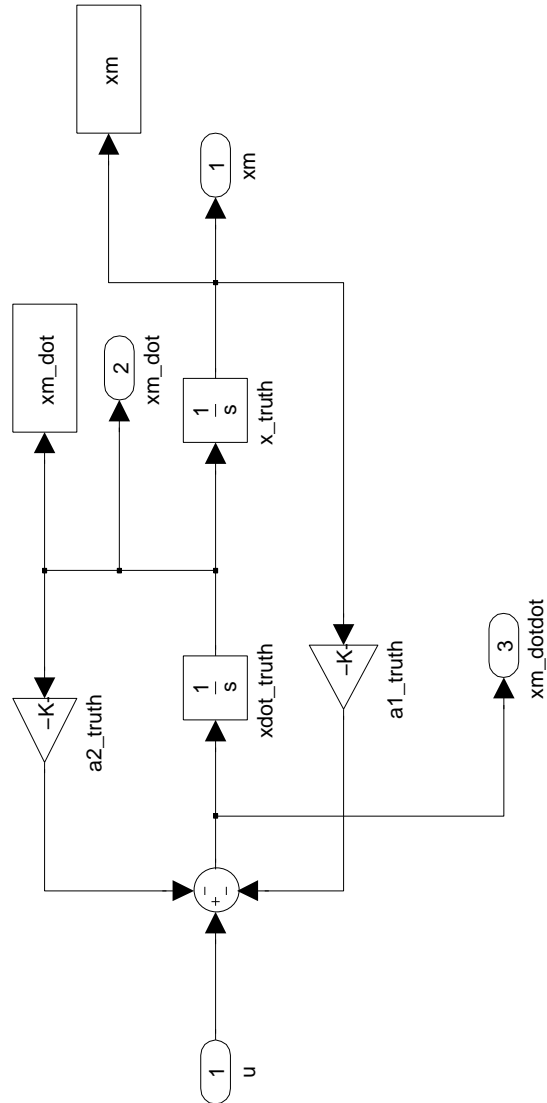 −K−
xm_dot
a2_truth
2
xm
xm_dot
−
1
+
1
s
1
s
1
−
u
xdot_truth
x_truth
xm
−K−
a1_truth
3
xm_dotdot